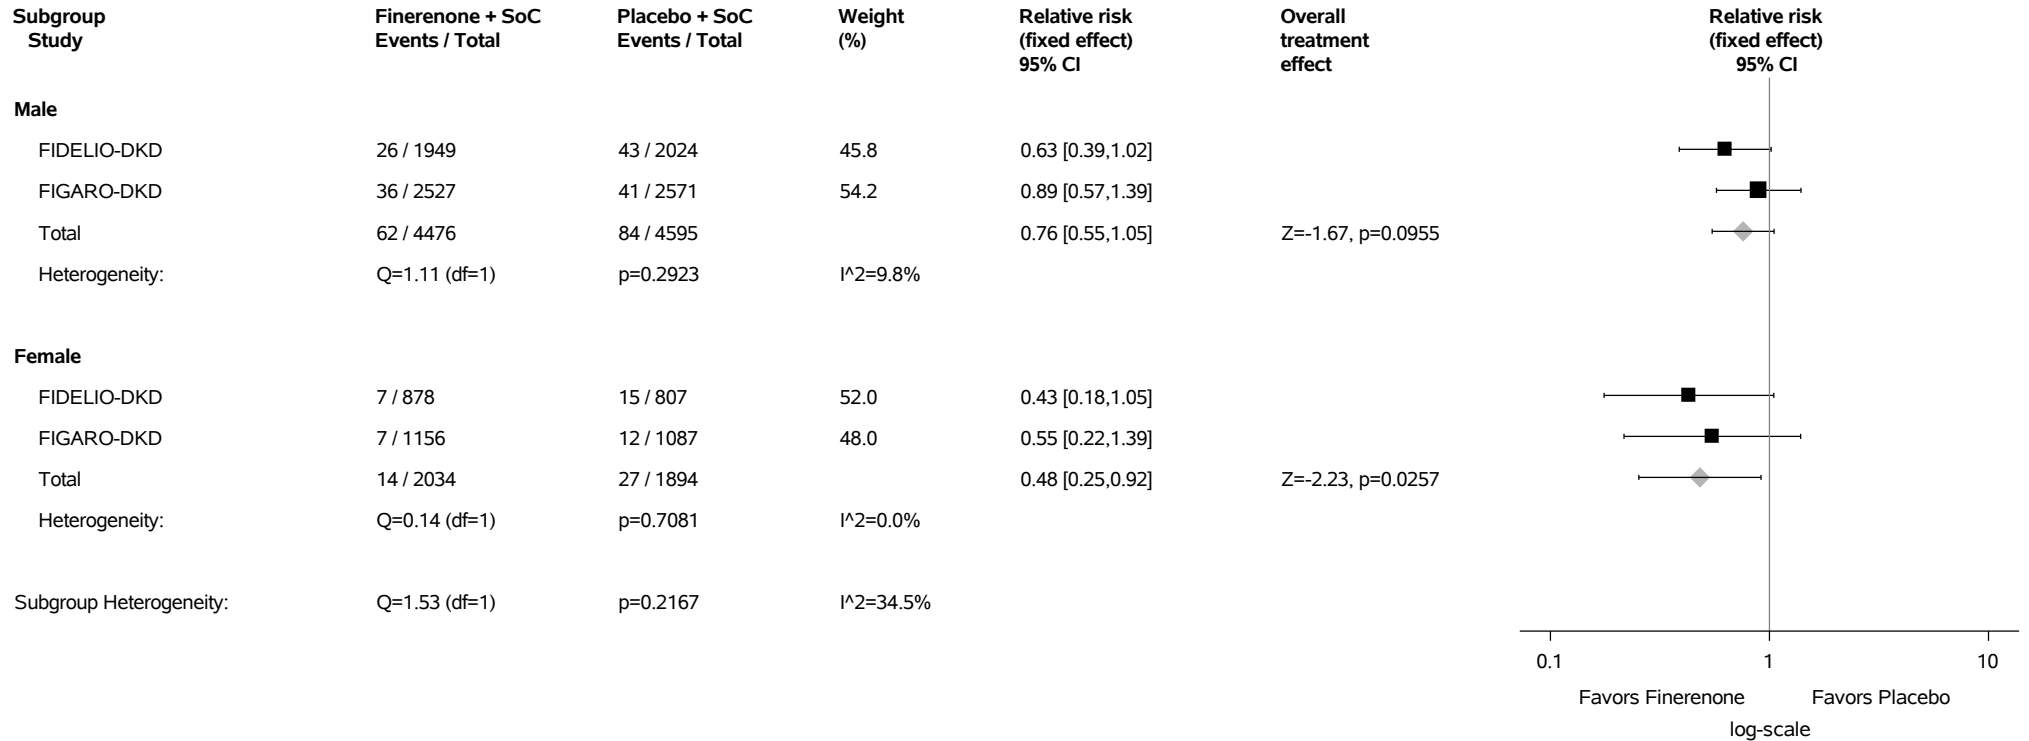 Subgroup Finerenone + SoC Placebo + SoC Weight Relative risk Overall Relative risk
Study Events / Total Events / Total (%) (fixed effect) treatment (fixed effect)
95% CI effect 95% CI
Male
FIDELIO-DKD 26 / 1949 43 / 2024 45.8 0.63 [0.39,1.02]
FIGARO-DKD 36 / 2527 41 / 2571 54.2 0.89 [0.57,1.39]
Total 62 / 4476 84 / 4595 0.76 [0.55,1.05] Z=-1.67, p=0.0955
Heterogeneity: Q=1.11 (df=1) p=0.2923 I^2=9.8%
Female
FIDELIO-DKD 7 / 878 15 / 807 52.0 0.43 [0.18,1.05]
FIGARO-DKD 7 / 1156 12 / 1087 48.0 0.55 [0.22,1.39]
Total 14 / 2034 27 / 1894 0.48 [0.25,0.92] Z=-2.23, p=0.0257
Heterogeneity: Q=0.14 (df=1) p=0.7081 I^2=0.0%
Subgroup Heterogeneity: Q=1.53 (df=1) p=0.2167 I^2=34.5%
0.1 1 10
Favors Finerenone Favors Placebo
log-scale